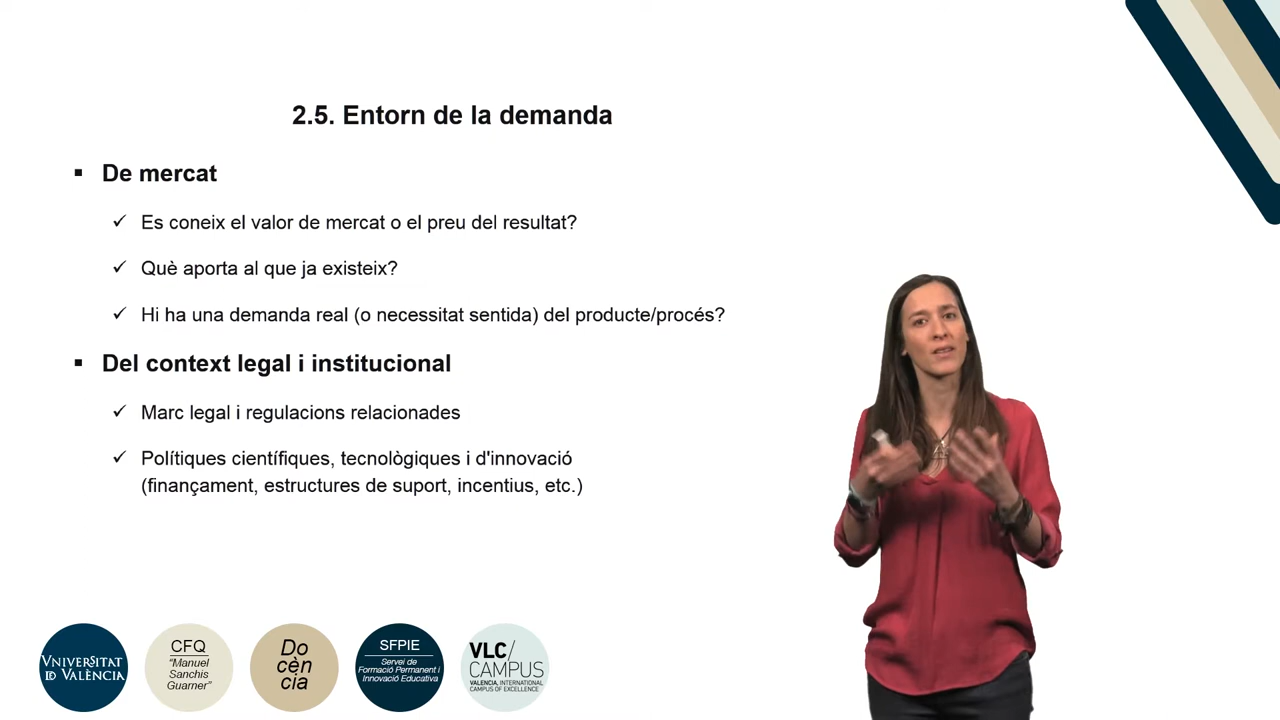 2.5. Entorn de la demanda
De mercat
Es coneix el valor de mercat o el preu del resultat?
Què aporta al que ja existeix?
Hi ha una demanda real (o necessitat sentida) del producte/procés?
Del context legal i institucional
Marc legal i regulacions relacionades
Polítiques científiques, tecnològiques i d'innovació
(finançament, estructures de suport, incentius, etc.)
VNIVERSITAT
ID VALÈNCIA
CFQ
"Manuel
Sanchis
Guarner"
Do
cèn
cia
SFPIE
Servei de
Formació Permanent i
Innovació Educativa
VLC/
CAMPUS
VALENCIA, INTERNATIONAL
CAMPUS OF EXCELLENCE